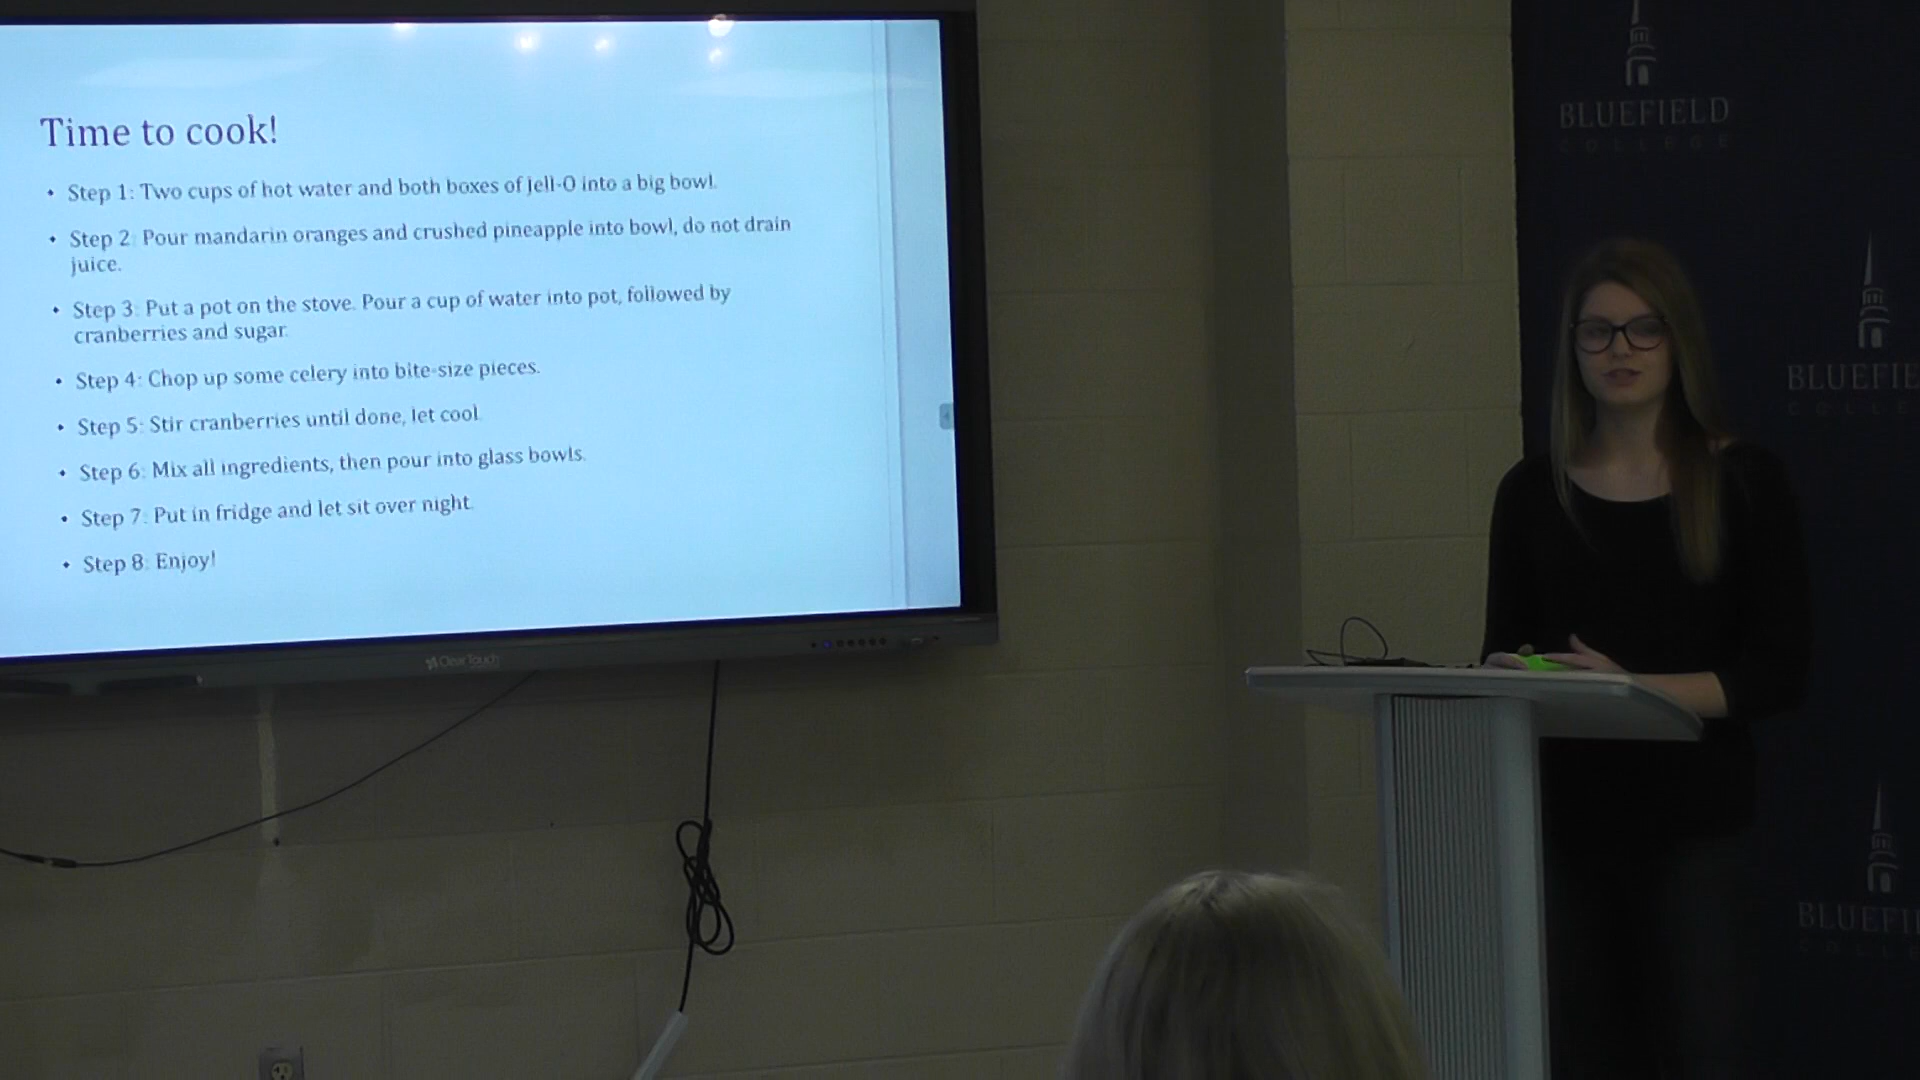 Time to cook!
• Step 1: Two cups of hot water and both boxes of Jell-O into a big bowl.
• Step 2: Pour mandarin oranges and crushed pineapple into bowl, do not drain
juice.
• Step 3: Put a pot on the stove. Pour a cup of water into pot, followed by
cranberries and sugar.
• Step 4: Chop up some celery into bite-size pieces.
• Step 5: Stir cranberries until done, let cool.
• Step 6: Mix all ingredients, then pour into glass bowls.
• Step 7: Put in fridge and let sit over night.
• Step 8: Enjoy!
ClearTouch
BLUEFIELD
COLLEGE
BLUEFIE
COLLE
BLUEFI